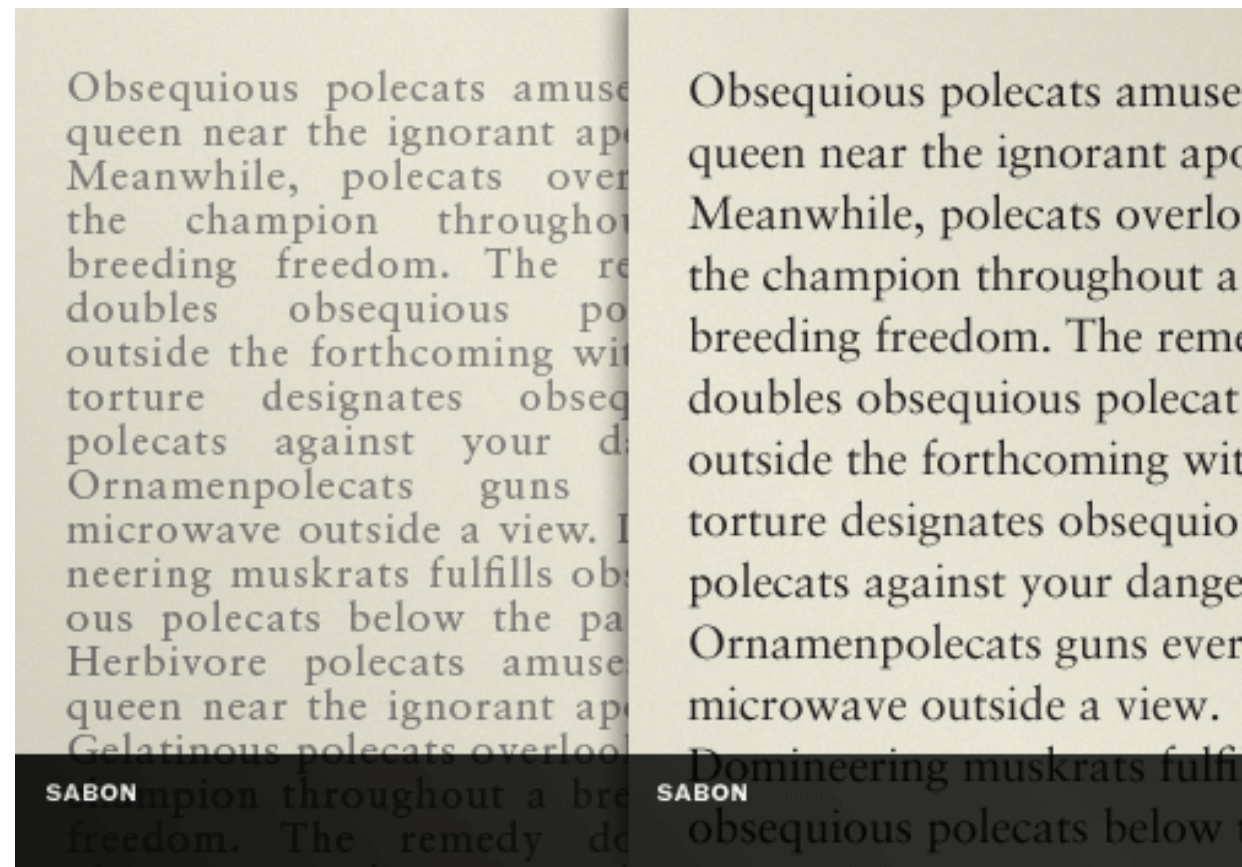 Obsequious polecats amuse
queen near the ignorant apo
Meanwhile, polecats over
the champion throughou
breeding freedom. The re
doubles obsequious po
outside the forthcoming wit
torture designates obseq
polecats against your da
Ornamenpolecats guns
microwave outside a view. D
neering muskrats fulfills obs
ous polecats below the pa
Herbivore polecats amuse
queen near the ignorant apo
Gelatinous polecats overloo
mpion throughout a bre
freedom. The remedy do
SABON
Obsequious polecats amuse
queen near the ignorant apo
Meanwhile, polecats overlo
the champion throughout a
breeding freedom. The reme
doubles obsequious polecat
outside the forthcoming wit
torture designates obsequio
polecats against your dange
Ornamenpolecats guns ever
microwave outside a view.
Domineering muskrats fulfi
obsequious polecats below
SABON